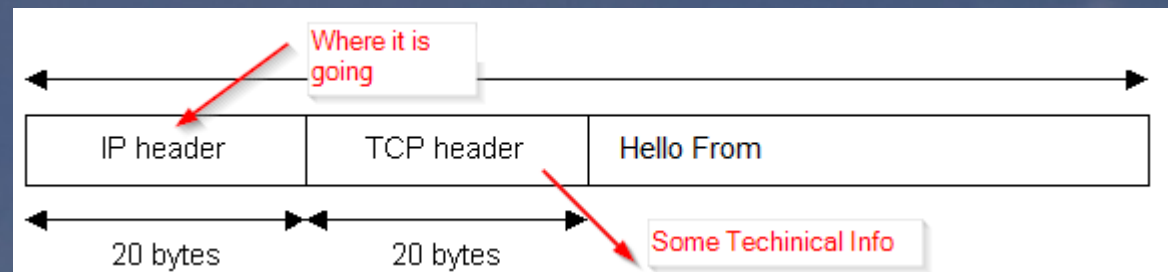 Where it is
going
IP header
TCP header
Hello From
20 bytes
20 bytes
Some Techinical Info